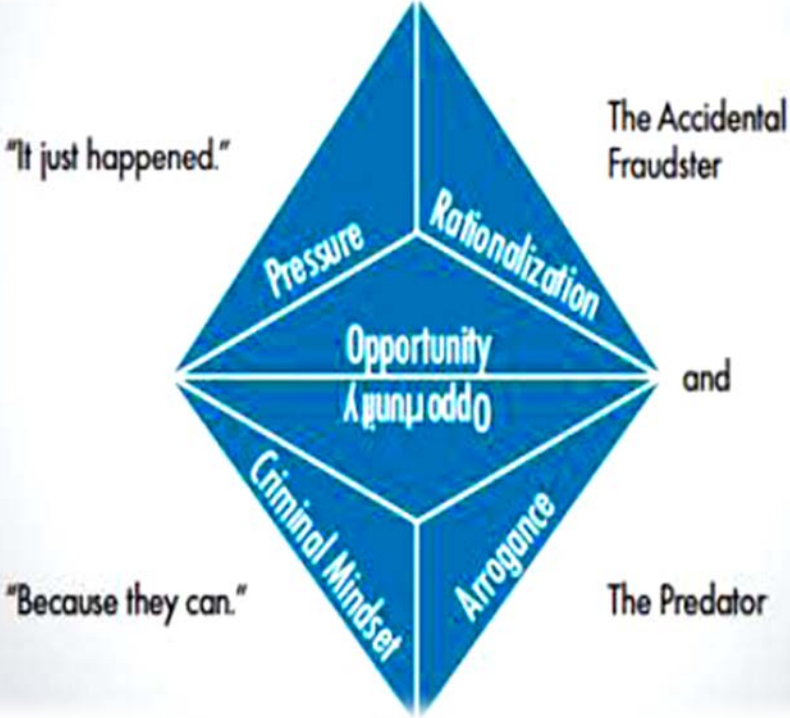 "It just happened."
The Accidental
Fraudster
Pressure
Rationalization
Opportunity
and
Opportunity
Criminal Mindset
Arrogance
"Because they can."
The Predator